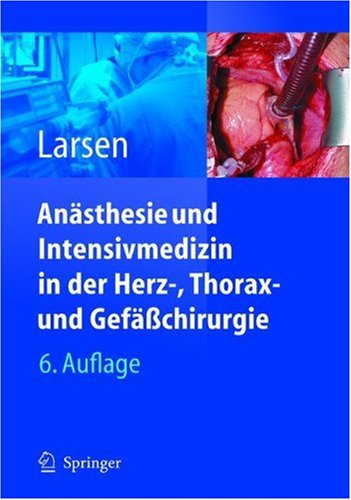 Larsen
Anästhesie und
Intensivmedizin
in der Herz-, Thorax-
und Gefäßchirurgie
6. Auflage
Springer